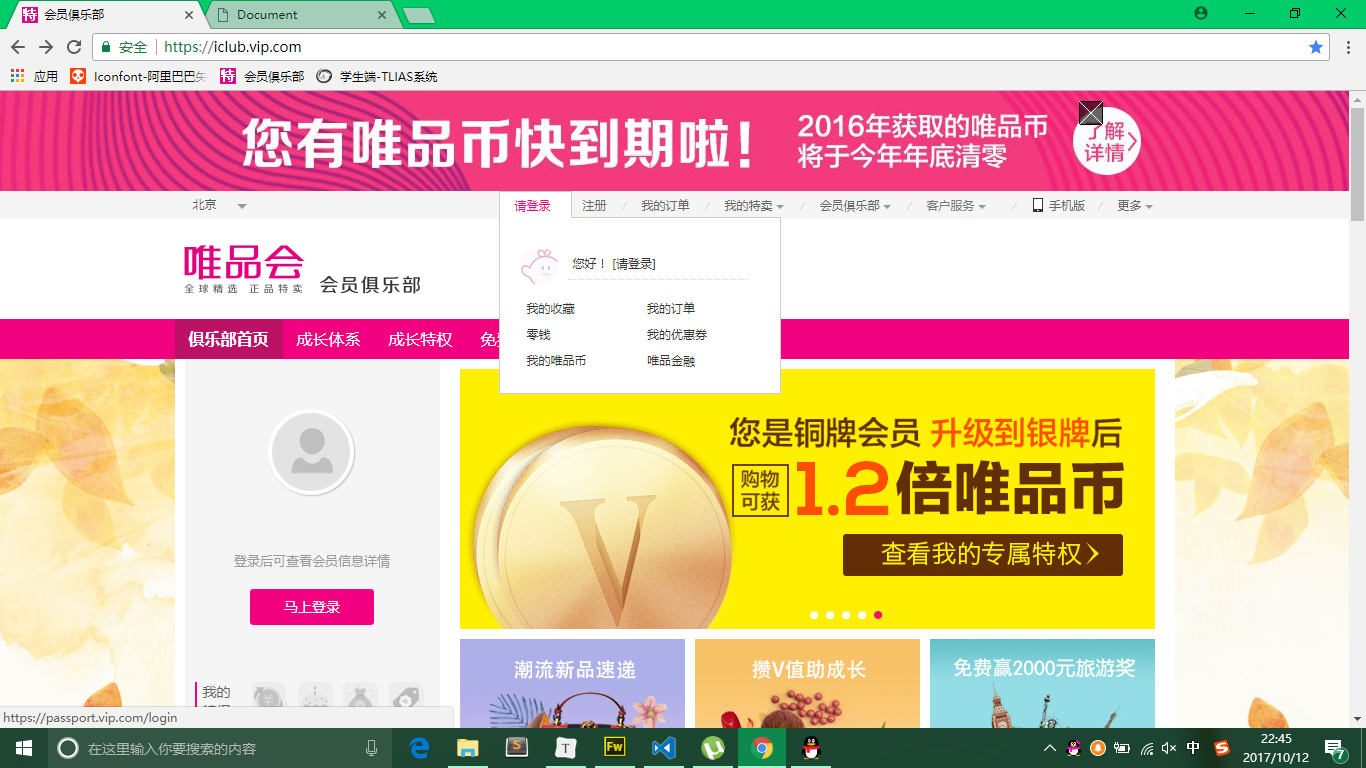 会员俱乐部
Document
安全
https://iclub.vip.com
应用
Iconfont-阿里巴巴矢
会员俱乐部
学生端-TLIAS系统
您有唯品币快到期啦！
2016年获取的唯品币
将于今年年底清零
了解
详情
北京
请登录
注册
我的订单
我的特卖
会员俱乐部
客户服务
手机版
更多
您好！ [请登录]
我的收藏
我的订单
零钱
我的优惠券
我的唯品币
唯品金融
唯品会
全球精选 正品特卖
会员俱乐部
俱乐部首页
成长体系
成长特权
登录后可查看会员信息详情
马上登录
我的
您是铜牌会员 升级到银牌后
购物
可获
1.2倍唯品币
查看我的专属特权
V
潮流新品速递
攒V值助成长
免费赢2000元旅游奖
https://passport.vip.com/login
在这里输入你要搜索的内容
Fw
中
22:45
2017/10/12
7